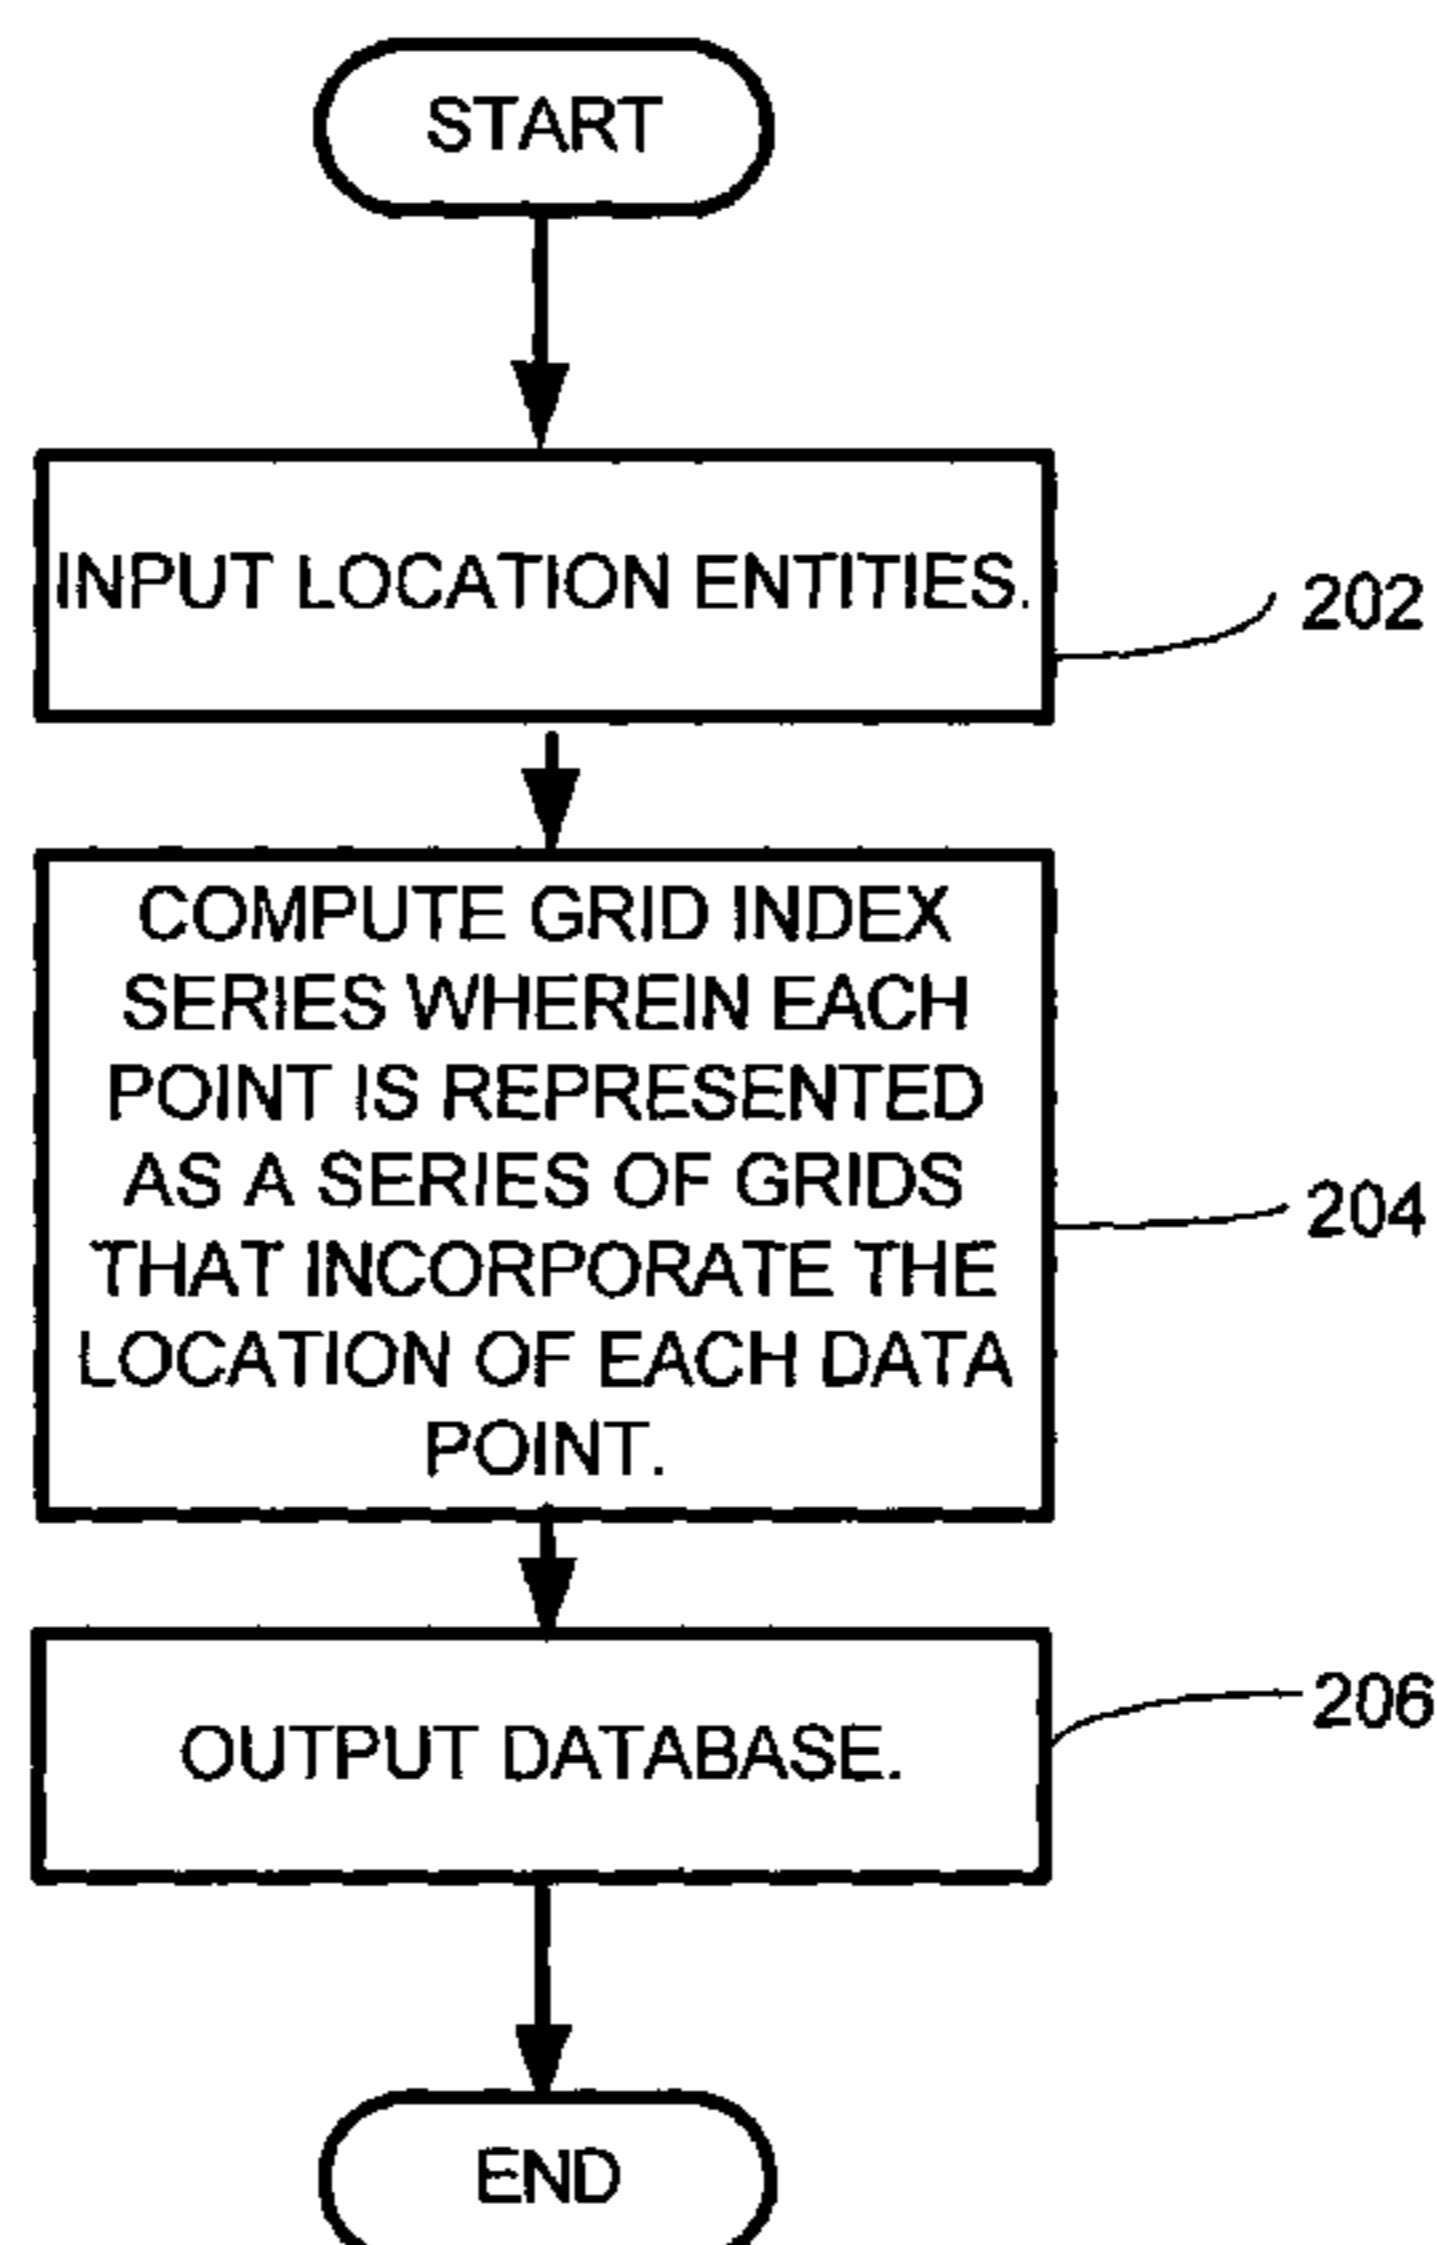 START
INPUT LOCATION ENTITIES.
202
COMPUTE GRID INDEX
SERIES WHEREIN EACH
POINT IS REPRESENTED
AS A SERIES OF GRIDS
THAT INCORPORATE THE
LOCATION OF EACH DATA
POINT.
204
OUTPUT DATABASE.
206
END